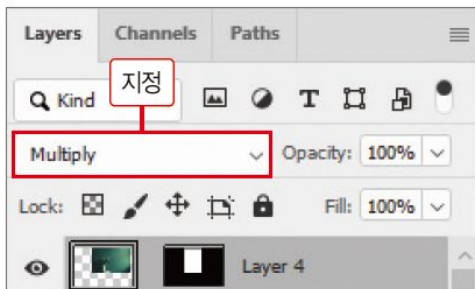 Layers Channels Paths
지정
Kind
Multiply Opacity: 100%
Lock: Fill: 100%
Layer 4